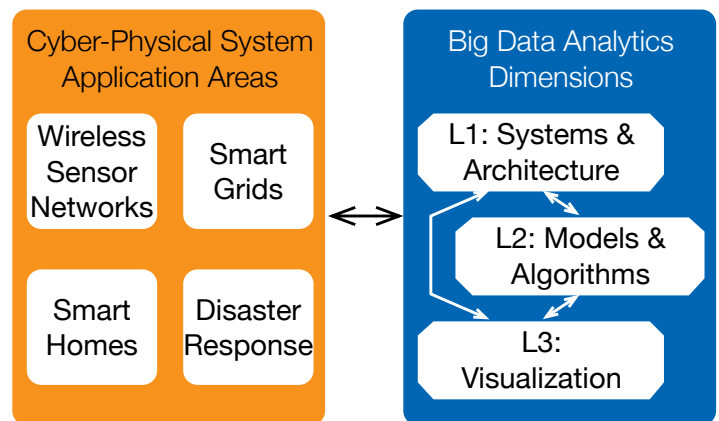 Cyber-Physical System
Application Areas
Wireless
Sensor
Networks
Smart
Grids
Smart
Homes
Disaster
Response
Big Data Analytics
Dimensions
L1: Systems &
Architecture
L2: Models &
Algorithms
L3:
Visualization